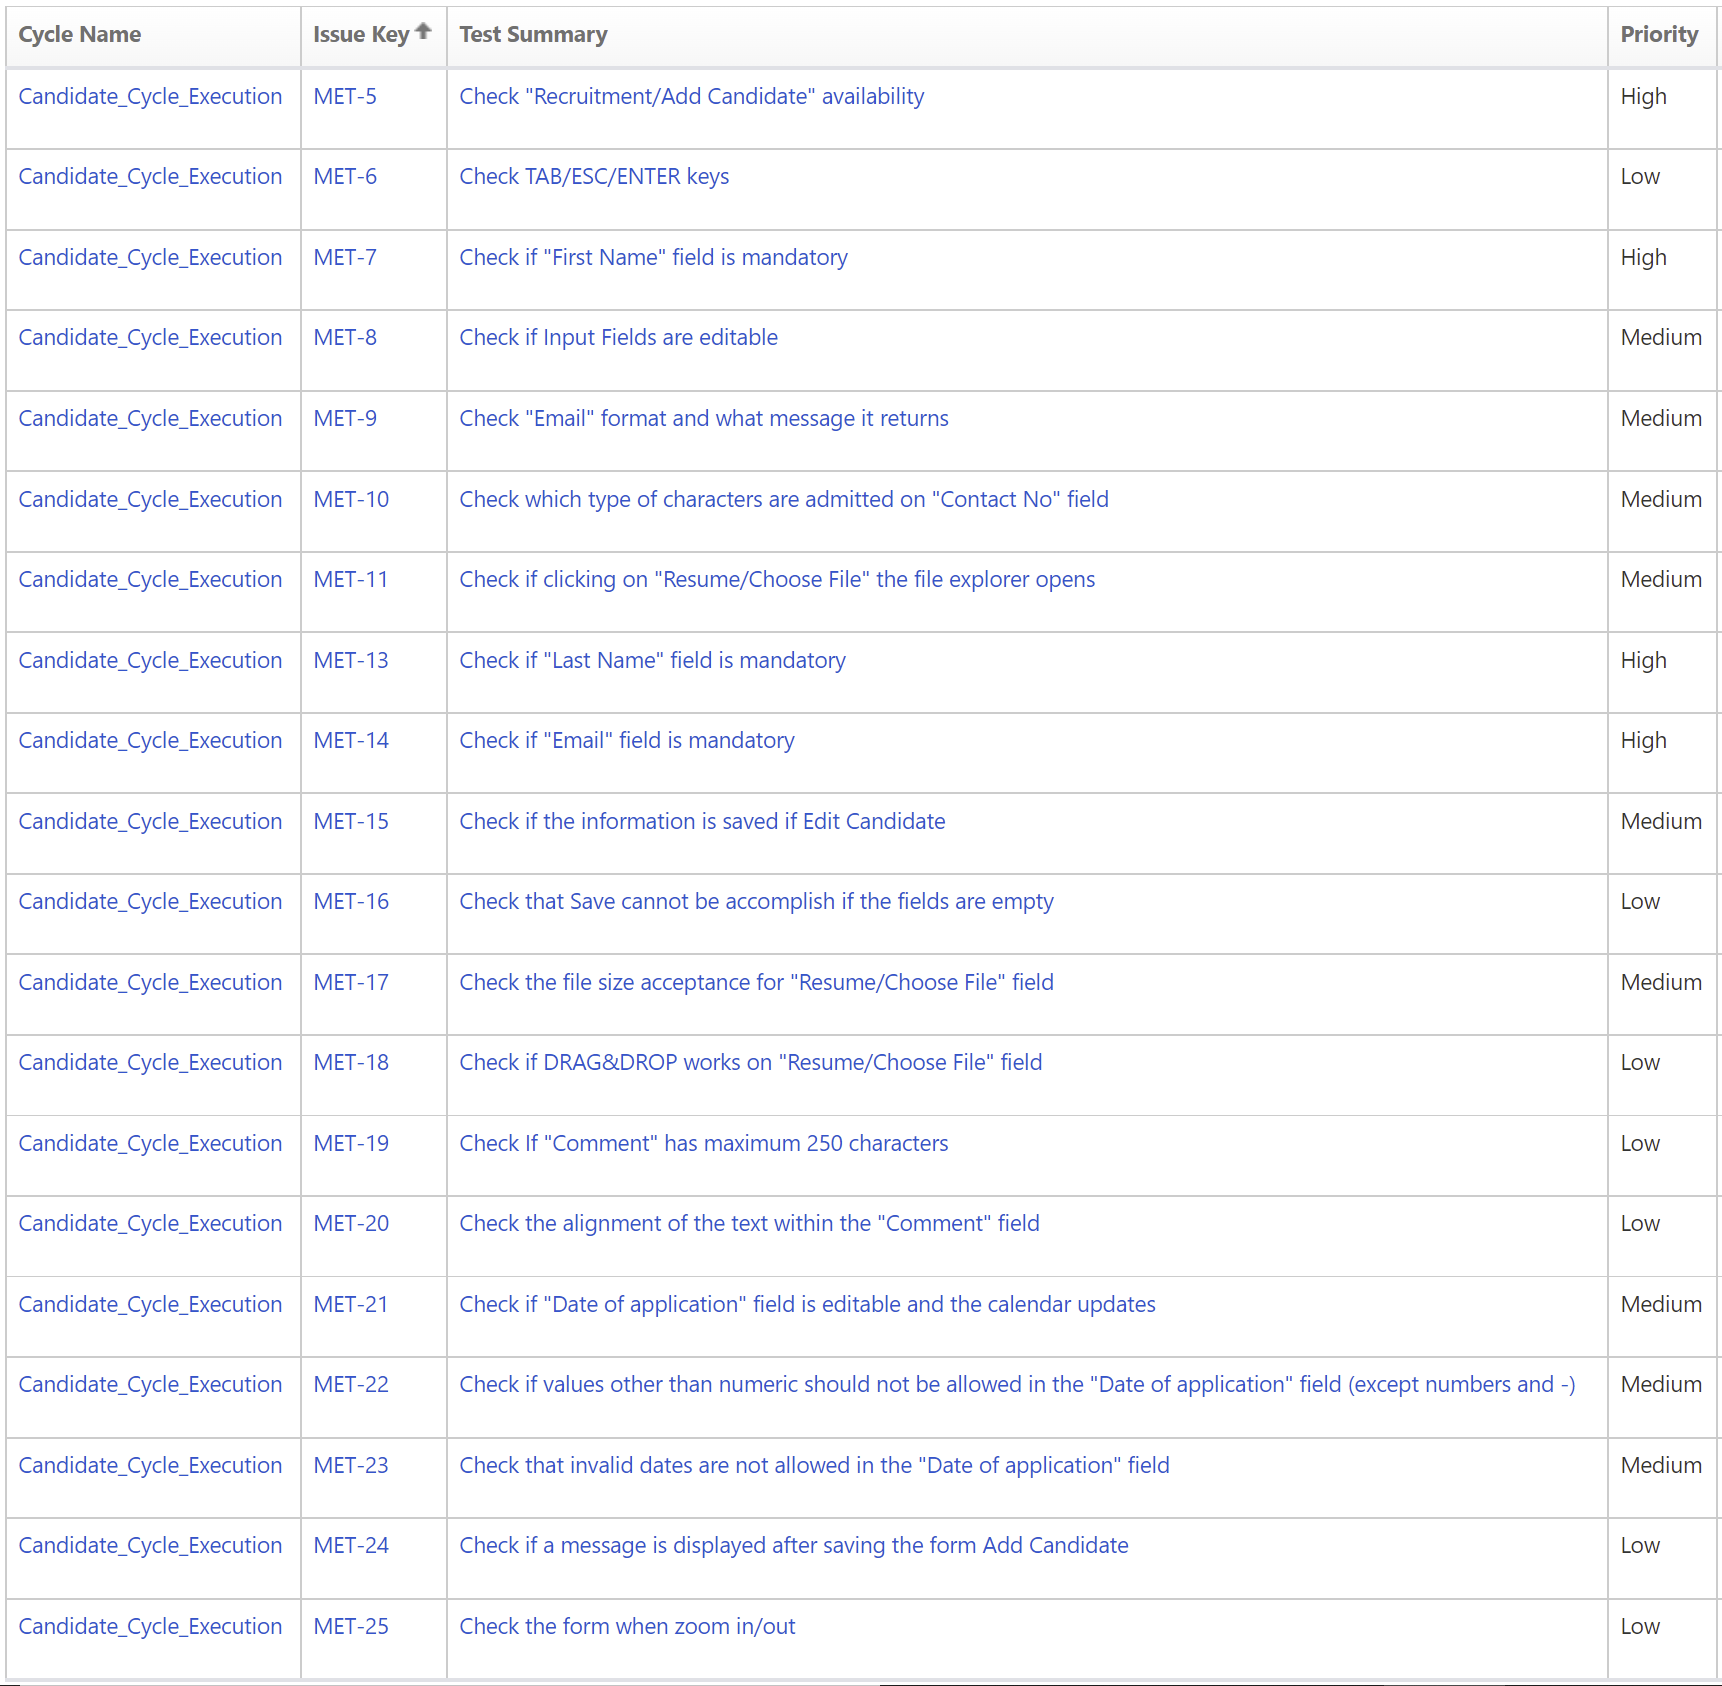 Cycle Name Issue Key Test Summary Priority
Candidate_Cycle_Execution MET-5 Check "Recruitment/Add Candidate" availability High
Candidate_Cycle_Execution MET-6 Check TAB/ESC/ENTER keys Low
Candidate_Cycle_Execution MET-7 Check if "First Name" field is mandatory High
Candidate_Cycle_Execution MET-8 Check if Input Fields are editable Medium
Candidate_Cycle_Execution MET-9 Check "Email" format and what message it returns Medium
Candidate_Cycle_Execution MET-10 Check which type of characters are admitted on "Contact No" field Medium
Candidate_Cycle_Execution MET-11 Check if clicking on "Resume/Choose File" the file explorer opens Medium
Candidate_Cycle_Execution MET-13 Check if "Last Name" field is mandatory High
Candidate_Cycle_Execution MET-14 Check if "Email" field is mandatory High
Candidate_Cycle_Execution MET-15 Check if the information is saved if Edit Candidate Medium
Candidate_Cycle_Execution MET-16 Check that Save cannot be accomplish if the fields are empty Low
Candidate_Cycle_Execution MET-17 Check the file size acceptance for "Resume/Choose File" field Medium
Candidate_Cycle_Execution MET-18 Check if DRAG&DROP works on "Resume/Choose File" field Low
Candidate_Cycle_Execution MET-19 Check If "Comment" has maximum 250 characters Low
Candidate_Cycle_Execution MET-20 Check the alignment of the text within the "Comment" field Low
Candidate_Cycle_Execution MET-21 Check if "Date of application" field is editable and the calendar updates Medium
Candidate_Cycle_Execution MET-22 Check if values other than numeric should not be allowed in the "Date of application" field (except numbers and -) Medium
Candidate_Cycle_Execution MET-23 Check that invalid dates are not allowed in the "Date of application" field Medium
Candidate_Cycle_Execution MET-24 Check if a message is displayed after saving the form Add Candidate Low
Candidate_Cycle_Execution MET-25 Check the form when zoom in/out Low